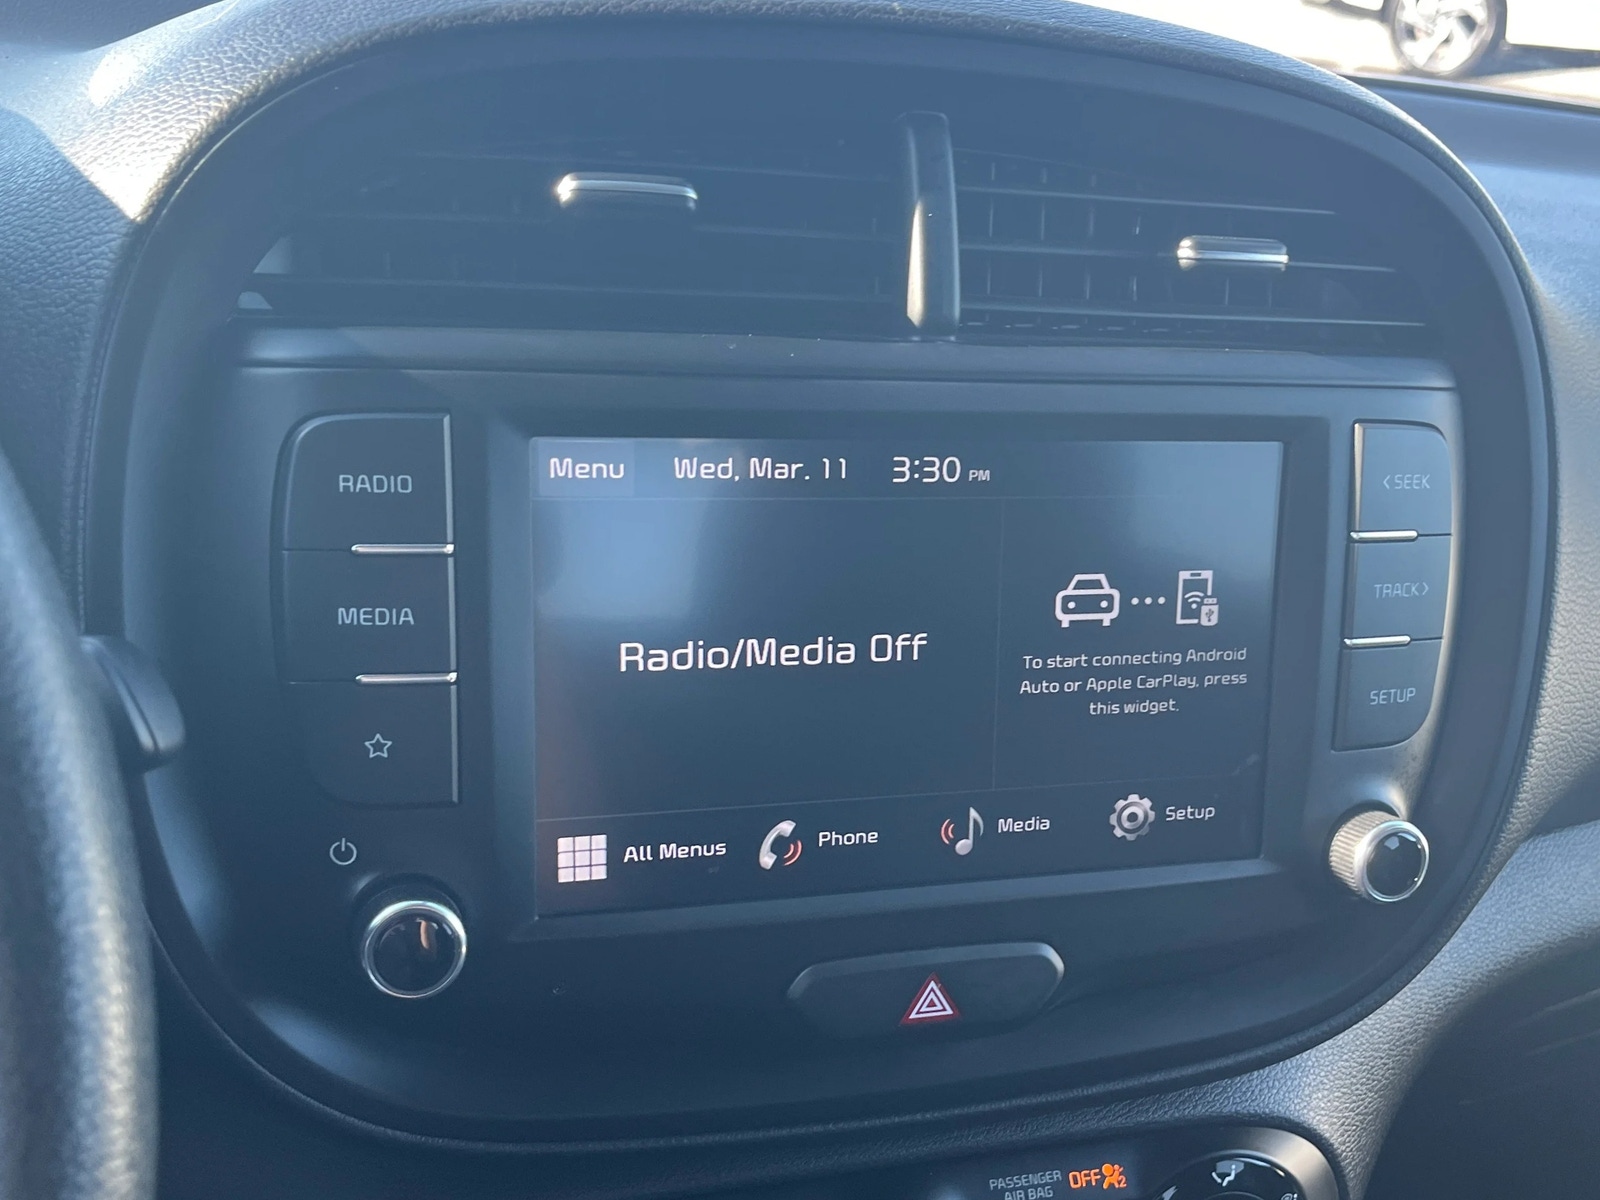 RADIO
MEDIA
Menu Wed, Mar. 11 3:30 PM
Radio/Media Off
To start connecting Android
Auto or Apple CarPlay, press
this widget.
All Menus Phone Media Setup
<SEEK
TRACK>
SETUP
PASSENGER
AIR BAG
OFF 2